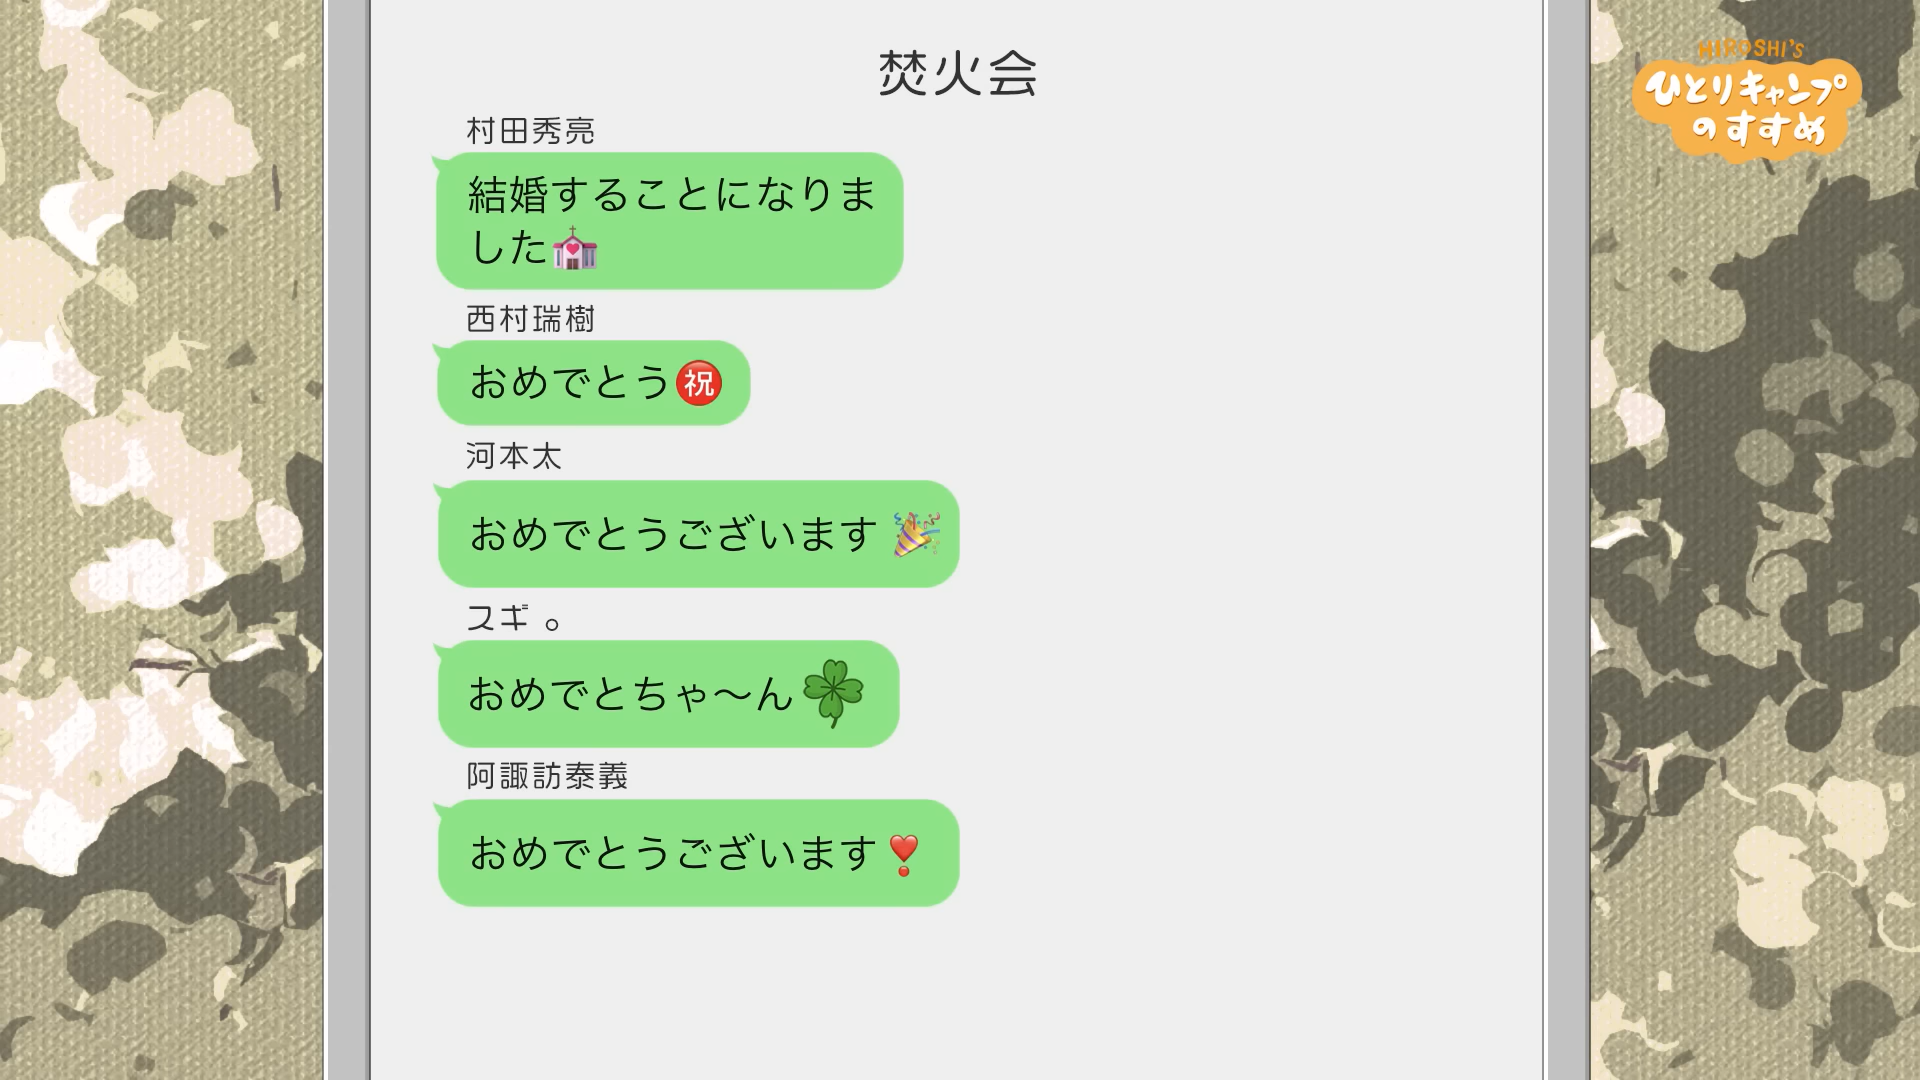 焚火会
HIROSHI's
ひとりキャンプ
のすすめ
村田秀亮
結婚することになりま
した💒
西村瑞樹
おめでとう㊗️
河本太
おめでとうございます🎉
スギ。
おめでとちゃ〜ん🍀
阿諏訪泰義
おめでとうございます❣️